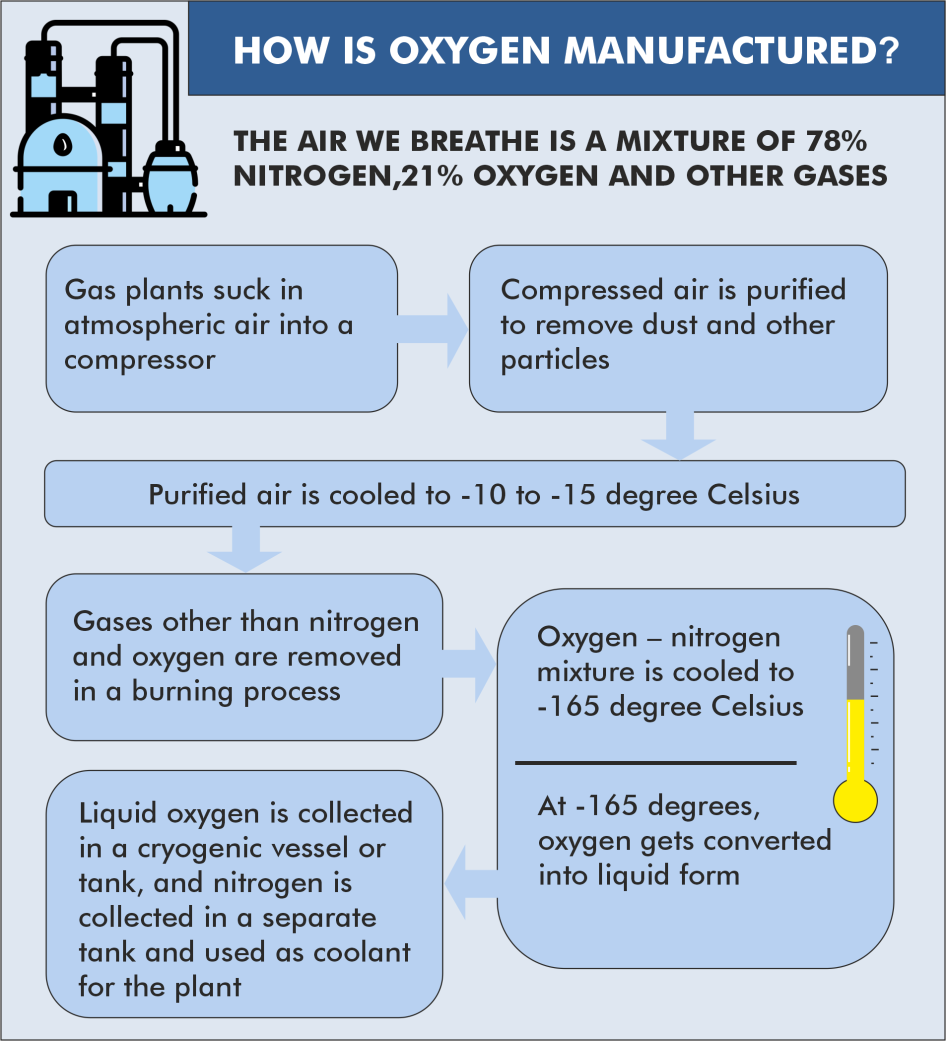 HOW IS OXYGEN MANUFACTURED?
THE AIR WE BREATHE IS A MIXTURE OF 78%
NITROGEN,21% OXYGEN AND OTHER GASES
Gas plants suck in
atmospheric air into a
compressor
Compressed air is purified
to remove dust and other
particles
Purified air is cooled to -10 to -15 degree Celsius
Gases other than nitrogen
and oxygen are removed
in a burning process
Oxygen – nitrogen
mixture is cooled to
-165 degree Celsius
At -165 degrees,
oxygen gets converted
into liquid form
Liquid oxygen is collected
in a cryogenic vessel or
tank, and nitrogen is
collected in a separate
tank and used as coolant
for the plant